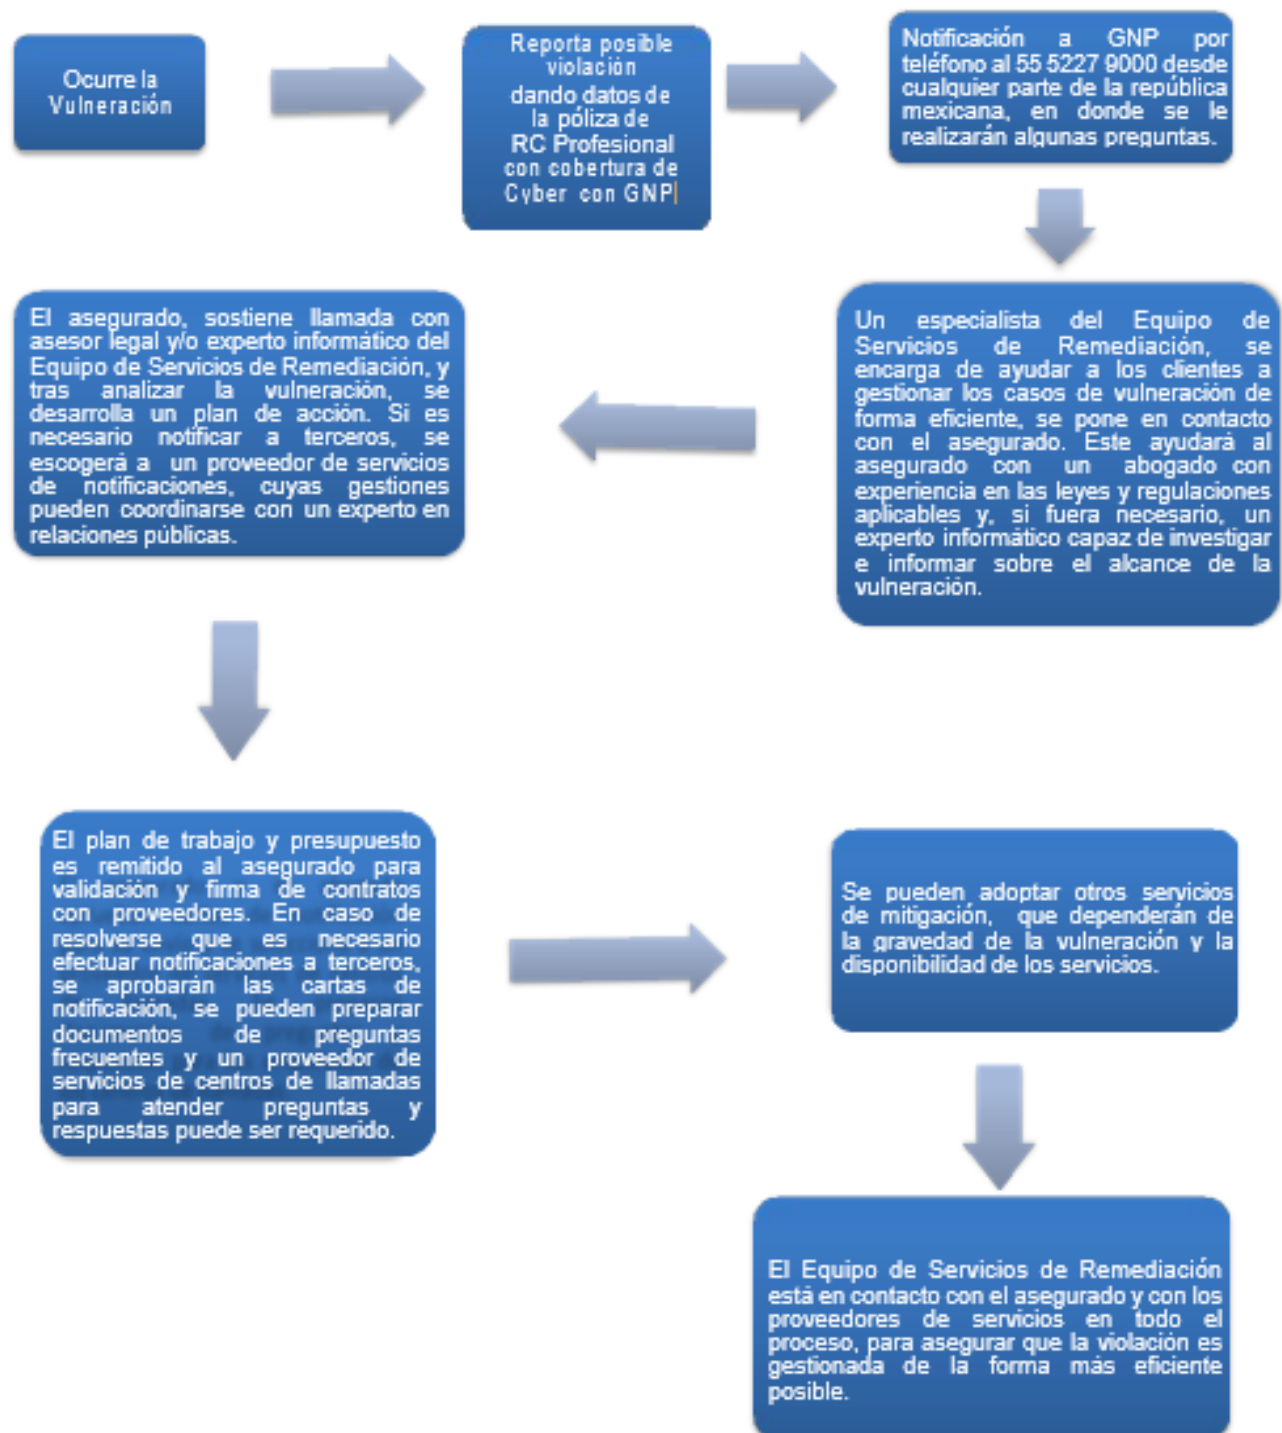 Ocurre la
Vulneración
Reporta posible
violación
dando datos de
la póliza de
RC Profesional
con cobertura de
Cyber con GNP
Notificación a GNP por
teléfono al 55 5227 9000 desde
cualquier parte de la república
mexicana, en donde se le
realizarán algunas preguntas.
Un especialista del Equipo de
Servicios de Remediación, se
encarga de ayudar a los clientes a
gestionar los casos de vulneración de
forma eficiente, se pone en contacto
con el asegurado. Este ayudará al
asegurado con un abogado con
experiencia en las leyes y regulaciones
aplicables y, si fuera necesario, un
experto informático capaz de investigar
e informar sobre el alcance de la
vulneración.
El asegurado, sostiene llamada con
asesor legal y/o experto informático del
Equipo de Servicios de Remediación, y
tras analizar la vulneración, se
desarrolla un plan de acción. Si es
necesario notificar a terceros, se
escogerá a un proveedor de servicios
de notificaciones, cuyas gestiones
pueden coordinarse con un experto en
relaciones públicas.
El plan de trabajo y presupuesto
es remitido al asegurado para
validación y firma de contratos
con proveedores. En caso de
resolverse que es necesario
efectuar notificaciones a terceros,
se aprobarán las cartas de
notificación, se pueden preparar
documentos de preguntas
frecuentes y un proveedor de
servicios de centros de llamadas
para atender preguntas y
respuestas puede ser requerido.
Se pueden adoptar otros servicios
de mitigación, que dependerán de
la gravedad de la vulneración y la
disponibilidad de los servicios.
El Equipo de Servicios de Remediación
está en contacto con el asegurado y con los
proveedores de servicios en todo el
proceso, para asegurar que la violación es
gestionada de la forma más eficiente
posible.